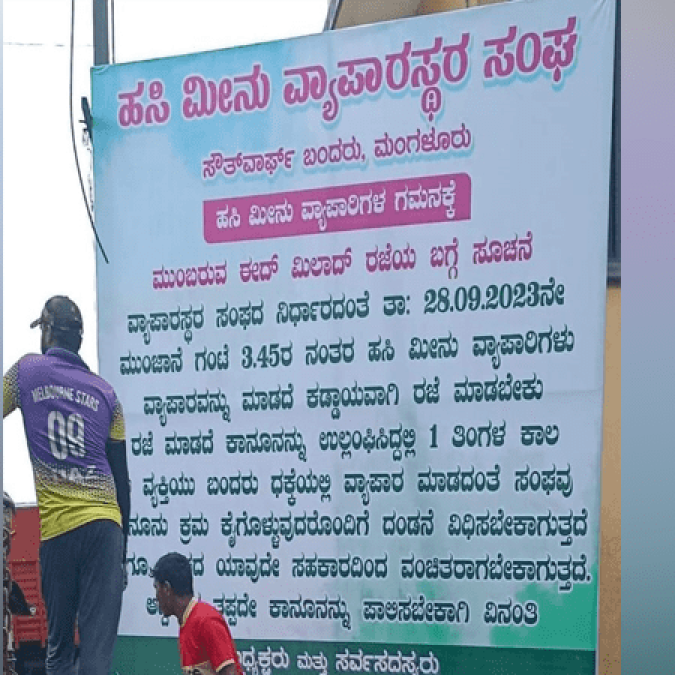 ಹಸಿ ಮೀನು ವ್ಯಾಪಾರಸ್ಥರ ಸಂಘ
ಸೌತ್‌ವಾರ್ಫ್ ಬಂದರು, ಮಂಗಳೂರು
ಹಸಿ ಮೀನು ವ್ಯಾಪಾರಿಗಳ ಗಮನಕ್ಕೆ
ಮುಂಬರುವ ಈದ್ ಮಿಲಾದ್ ರಜೆಯ ಬಗ್ಗೆ ಸೂಚನೆ
ವ್ಯಾಪಾರಸ್ಥರ ಸಂಘದ ನಿರ್ಧಾರದಂತೆ ತಾ: 28.09.2023ನೇ
ಮುಂಜಾನೆ ಗಂಟೆ 3.45ರ ನಂತರ ಹಸಿ ಮೀನು ವ್ಯಾಪಾರಿಗಳು
ವ್ಯಾಪಾರವನ್ನು ಮಾಡದೆ ಕಡ್ಡಾಯವಾಗಿ ರಜೆ ಮಾಡಬೇಕು
ರಜೆ ಮಾಡದೆ ಕಾನೂನನ್ನು ಉಲ್ಲಂಘಿಸಿದ್ದಲ್ಲಿ 1 ತಿಂಗಳ ಕಾಲ
ವ್ಯಕ್ತಿಯು ಬಂದರು ಧಕ್ಕೆಯಲ್ಲಿ ವ್ಯಾಪಾರ ಮಾಡದಂತೆ ಸಂಘವು
ನೂನು ಕ್ರಮ ಕೈಗೊಳ್ಳುವುದರೊಂದಿಗೆ ದಂಡನೆ ವಿಧಿಸಬೇಕಾಗುತ್ತದೆ
ಯಾವುದೇ ಸಹಕಾರದಿಂದ ವಂಚಿತರಾಗಬೇಕಾಗುತ್ತದೆ.
ತಪ್ಪದೇ ಕಾನೂನನ್ನು ಪಾಲಿಸಬೇಕಾಗಿ ವಿನಂತಿ
ಧ್ಯಕ್ಷರು ಮತ್ತು ಸರ್ವಸದಸ್ಯರು
MELBOURNE STARS
09